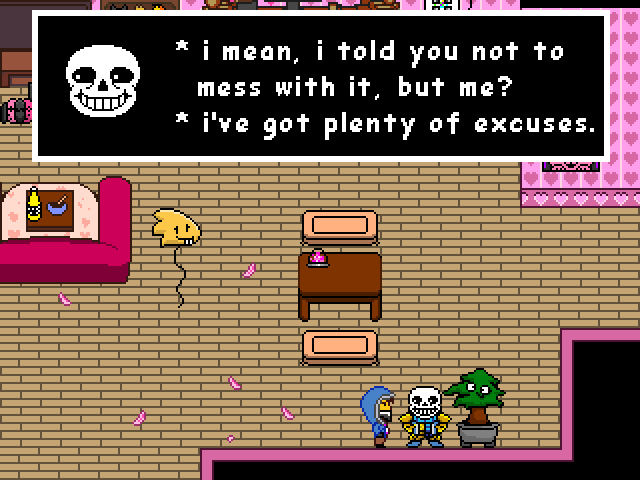 * i mean, i told you not to
mess with it, but me?
* i've got plenty of excuses.